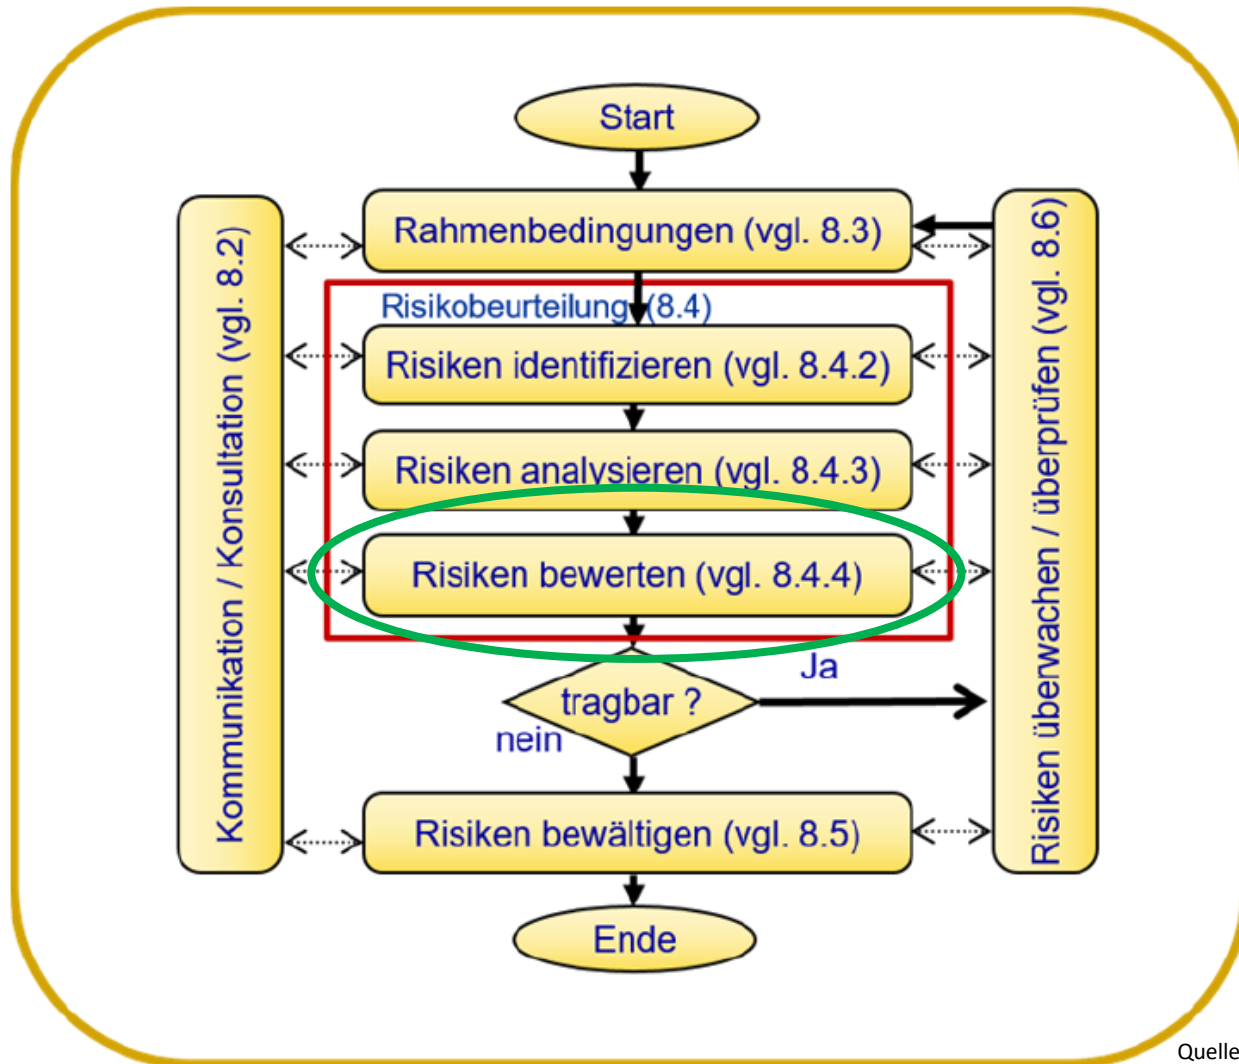 Start
Rahmenbedingungen (vgl. 8.3)
Risikobeurteilung (8.4)
Risiken identifizieren (vgl. 8.4.2)
Risiken analysieren (vgl. 8.4.3)
Risiken bewerten (vgl. 8.4.4)
tragbar ?
Ja
nein
Risiken bewältigen (vgl. 8.5)
Ende
Kommunikation / Konsultation (vgl. 8.2)
Risiken überwachen / überprüfen (vgl. 8.6)
Quelle